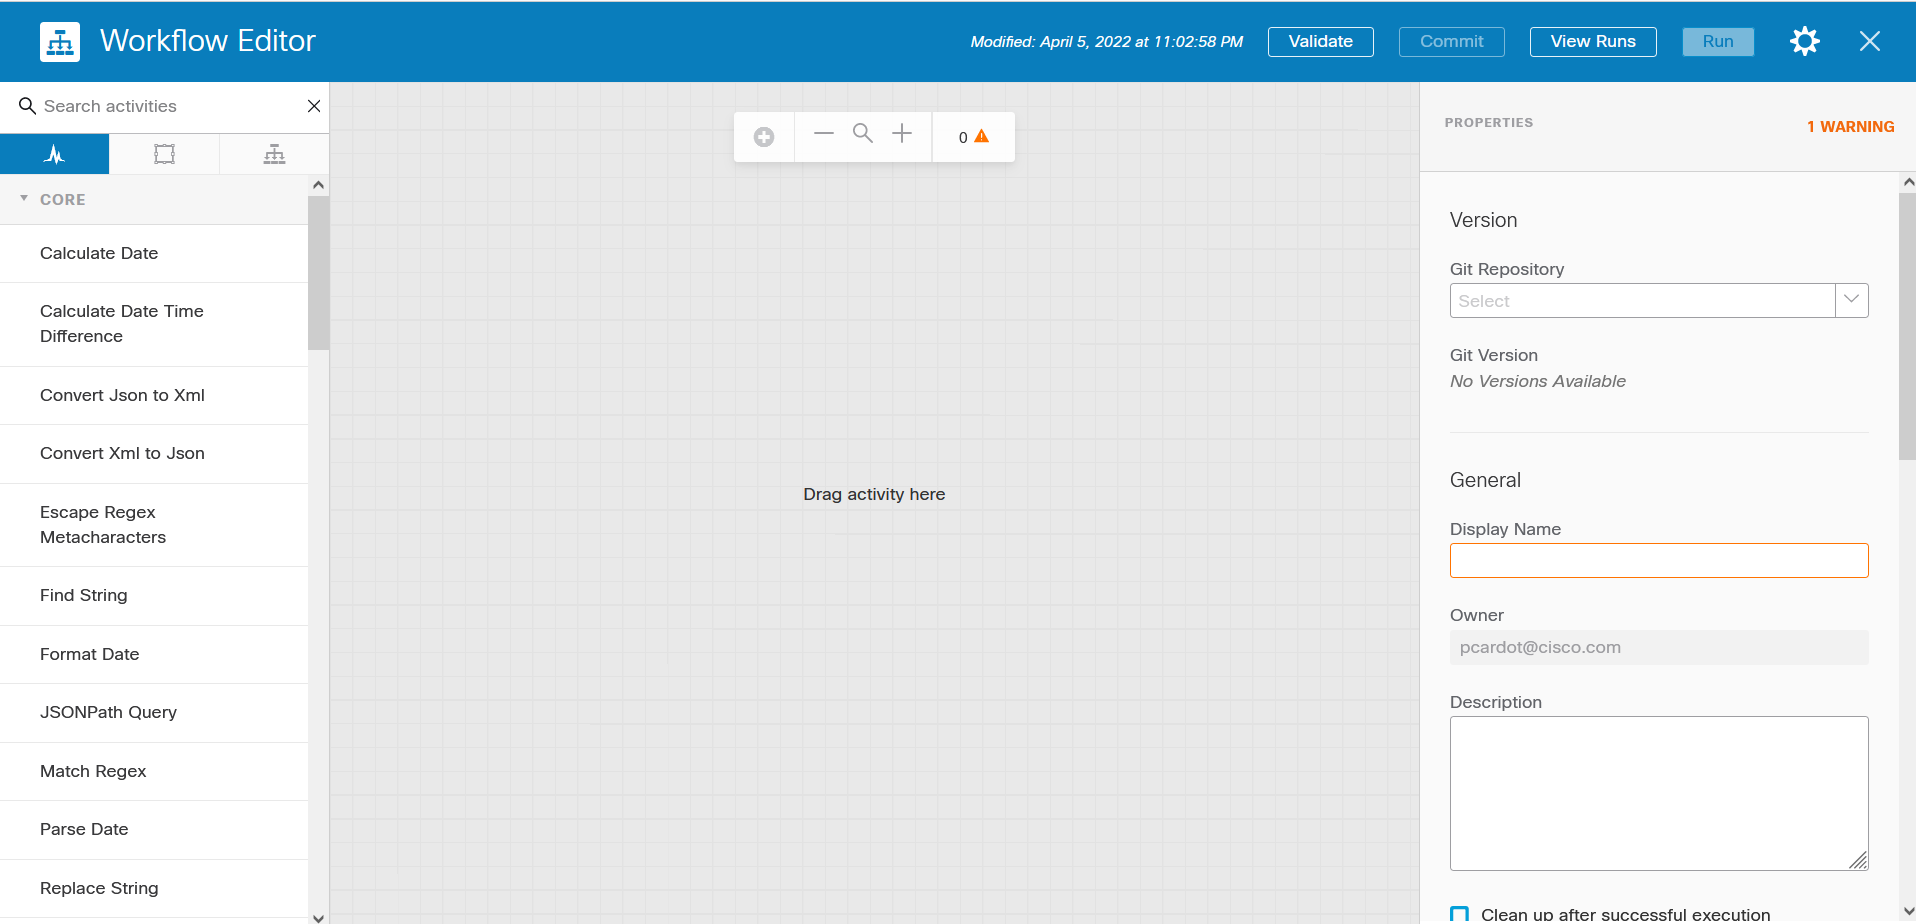 Workflow Editor
Modified: April 5, 2022 at 11:02:58 PM
Validate
Commit
View Runs
Run
Search activities
CORE
Calculate Date
Calculate Date Time
Difference
Convert Json to Xml
Convert Xml to Json
Escape Regex
Metacharacters
Find String
Format Date
JSONPath Query
Match Regex
Parse Date
Replace String
0
Drag activity here
PROPERTIES
1 WARNING
Version
Git Repository
Select
Git Version
No Versions Available
General
Display Name
Owner
pcardot@cisco.com
Description
Clean up after successful execution